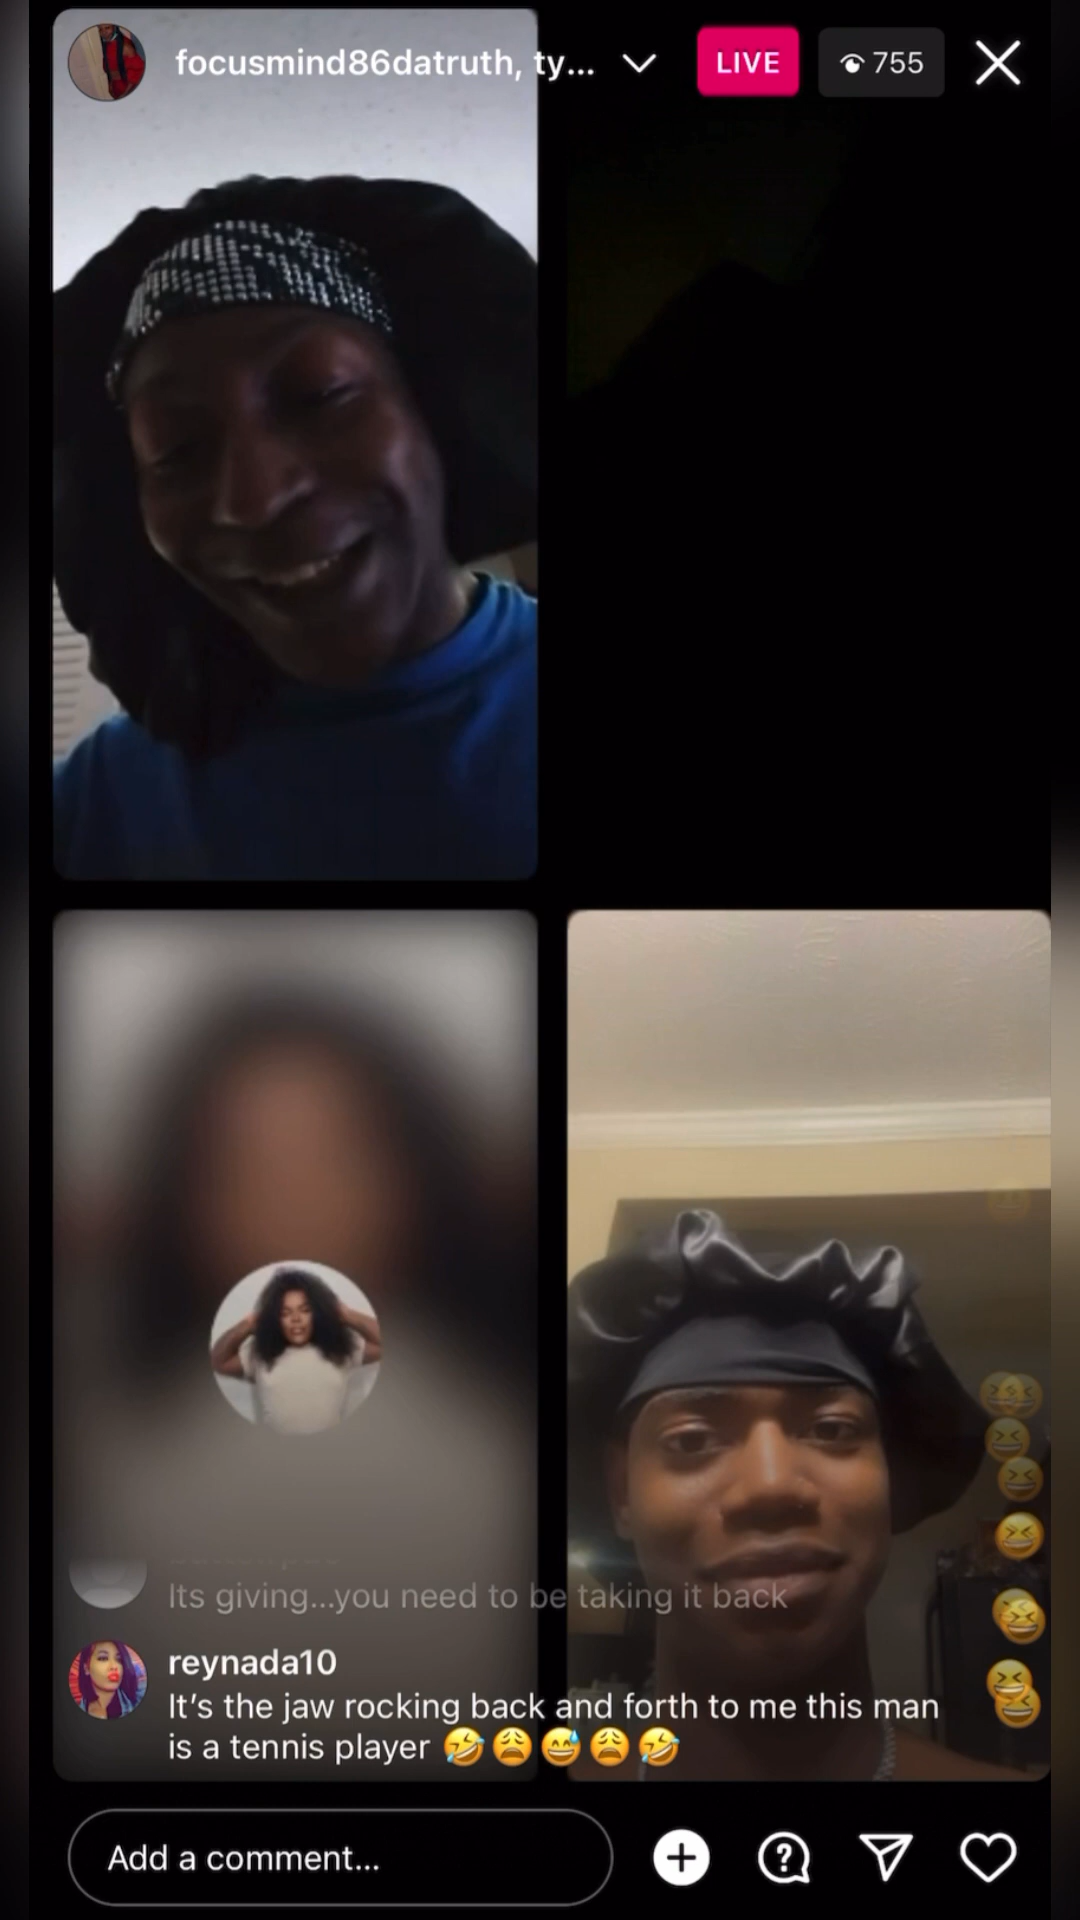 focusmind86datruth, ty...
LIVE
755
Its giving...you need to be taking it back
reynada10
It's the jaw rocking back and forth to me this man
is a tennis player 🤣😩😅😩🤣
Add a comment...